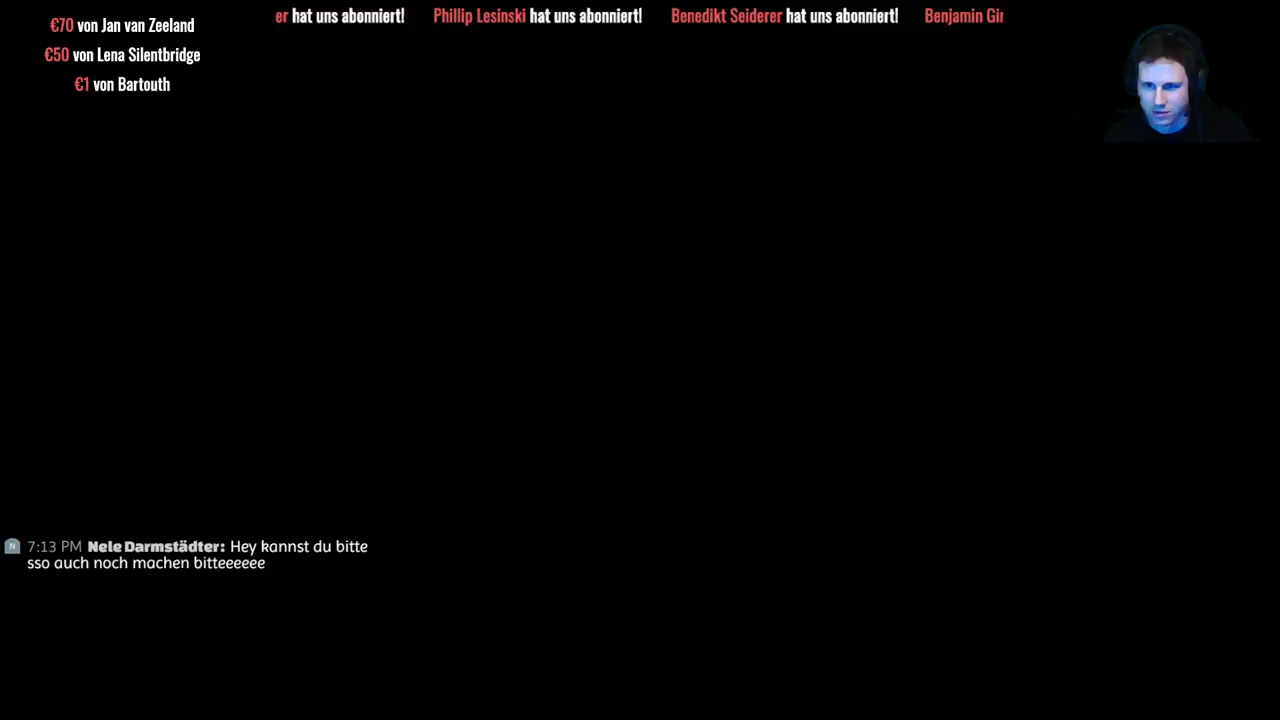 €70 von Jan van Zeeland
€50 von Lena Silentbridge
€1 von Bartouth
er hat uns abonniert! Phillip Lesinski hat uns abonniert! Benedikt Seiderer hat uns abonniert! Benjamin Gir
N 7:13 PM Nele Darmstädter: Hey kannst du bitte
sso auch noch machen bitteeeeee